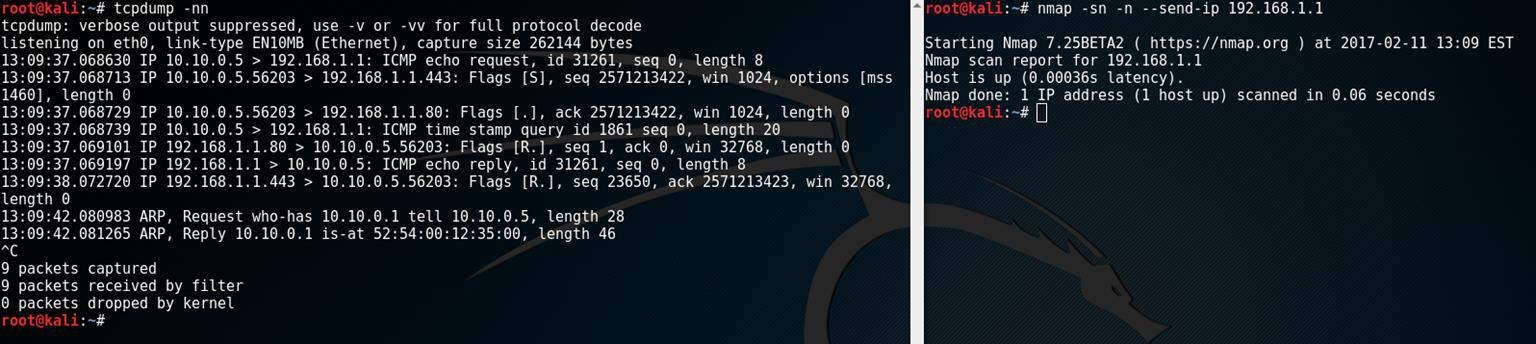 root@kali:~# tcpdump -nn
tcpdump: verbose output suppressed, use -v or -vv for full protocol decode
listening on eth0, link-type EN10MB (Ethernet), capture size 262144 bytes
13:09:37.068630 IP 10.10.0.5 > 192.168.1.1: ICMP echo request, id 31261, seq 0, length 8
13:09:37.068713 IP 10.10.0.5.56203 > 192.168.1.1.443: Flags [S], seq 2571213422, win 1024, options [mss
1460], length 0
13:09:37.068729 IP 10.10.0.5.56203 > 192.168.1.1.80: Flags [.], ack 2571213422, win 1024, length 0
13:09:37.068739 IP 10.10.0.5 > 192.168.1.1: ICMP time stamp query id 1861 seq 0, length 20
13:09:37.069101 IP 192.168.1.1.80 > 10.10.0.5.56203: Flags [R.], seq 1, ack 0, win 32768, length 0
13:09:37.069197 IP 192.168.1.1 > 10.10.0.5: ICMP echo reply, id 31261, seq 0, length 8
13:09:38.072720 IP 192.168.1.1.443 > 10.10.0.5.56203: Flags [R.], seq 23650, ack 2571213423, win 32768,
length 0
13:09:42.080983 ARP, Request who-has 10.10.0.1 tell 10.10.0.5, length 28
13:09:42.081265 ARP, Reply 10.10.0.1 is-at 52:54:00:12:35:00, length 46
^C
9 packets captured
9 packets received by filter
0 packets dropped by kernel
root@kali:~#
root@kali:~# nmap -sn -n --send-ip 192.168.1.1
Starting Nmap 7.25BETA2 ( https://nmap.org ) at 2017-02-11 13:09 EST
Nmap scan report for 192.168.1.1
Host is up (0.00036s latency).
Nmap done: 1 IP address (1 host up) scanned in 0.06 seconds
root@kali:~#